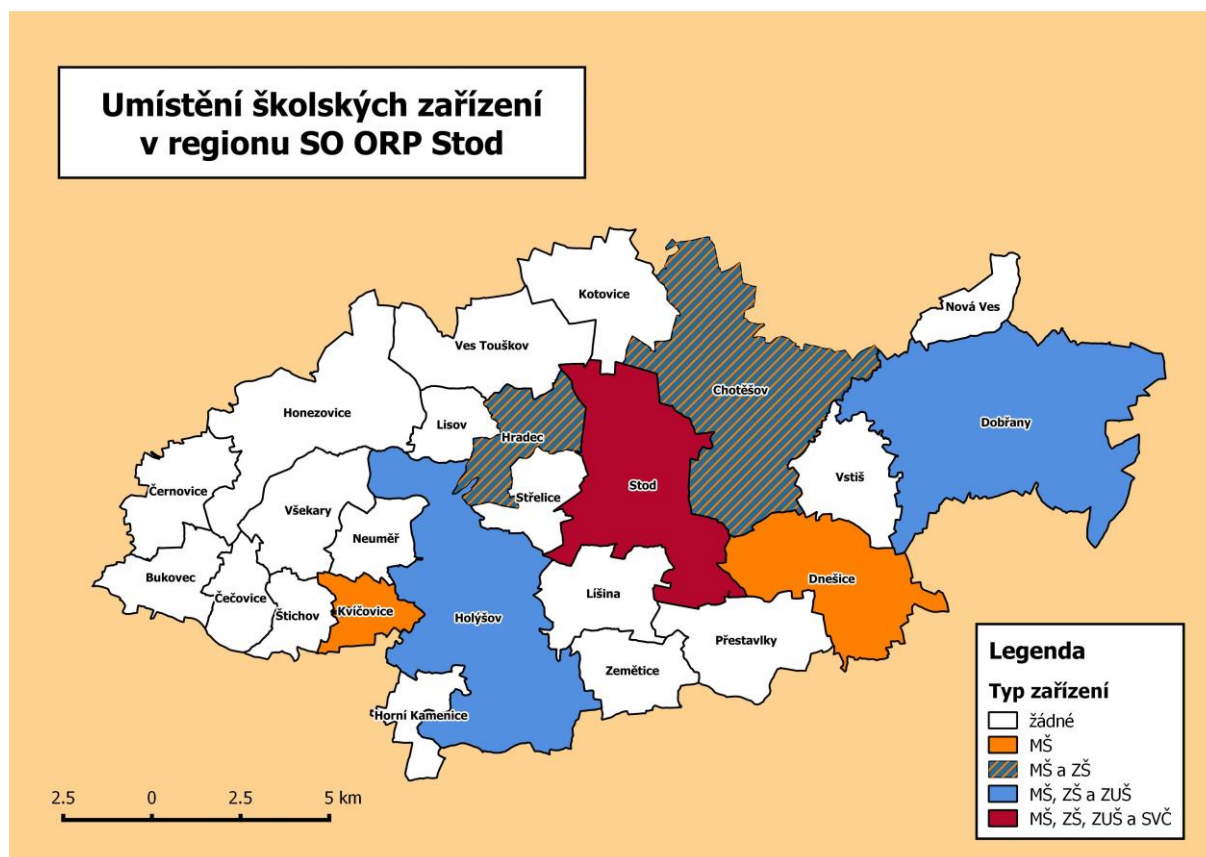 Umístění školských zařízení
v regionu SO ORP Stod
Kotovice
Nová Ves
Ves Touškov
Chotěšov
Honezovice
Lisov
Hradec
Dobřany
Vstiš
Stod
Střelice
Černovice
Všekary
Neuměř
Bukovec
Čečovice
Štichov
Kvíčovice
Holýšov
Líšina
Dnešice
Přestavlky
Zemětice
Horní Kamenice
Legenda
Typ zařízení
žádné
MŠ
MŠ a ZŠ
MŠ, ZŠ a ZUŠ
MŠ, ZŠ, ZUŠ a SVČ
2.5 0 2.5 5 km